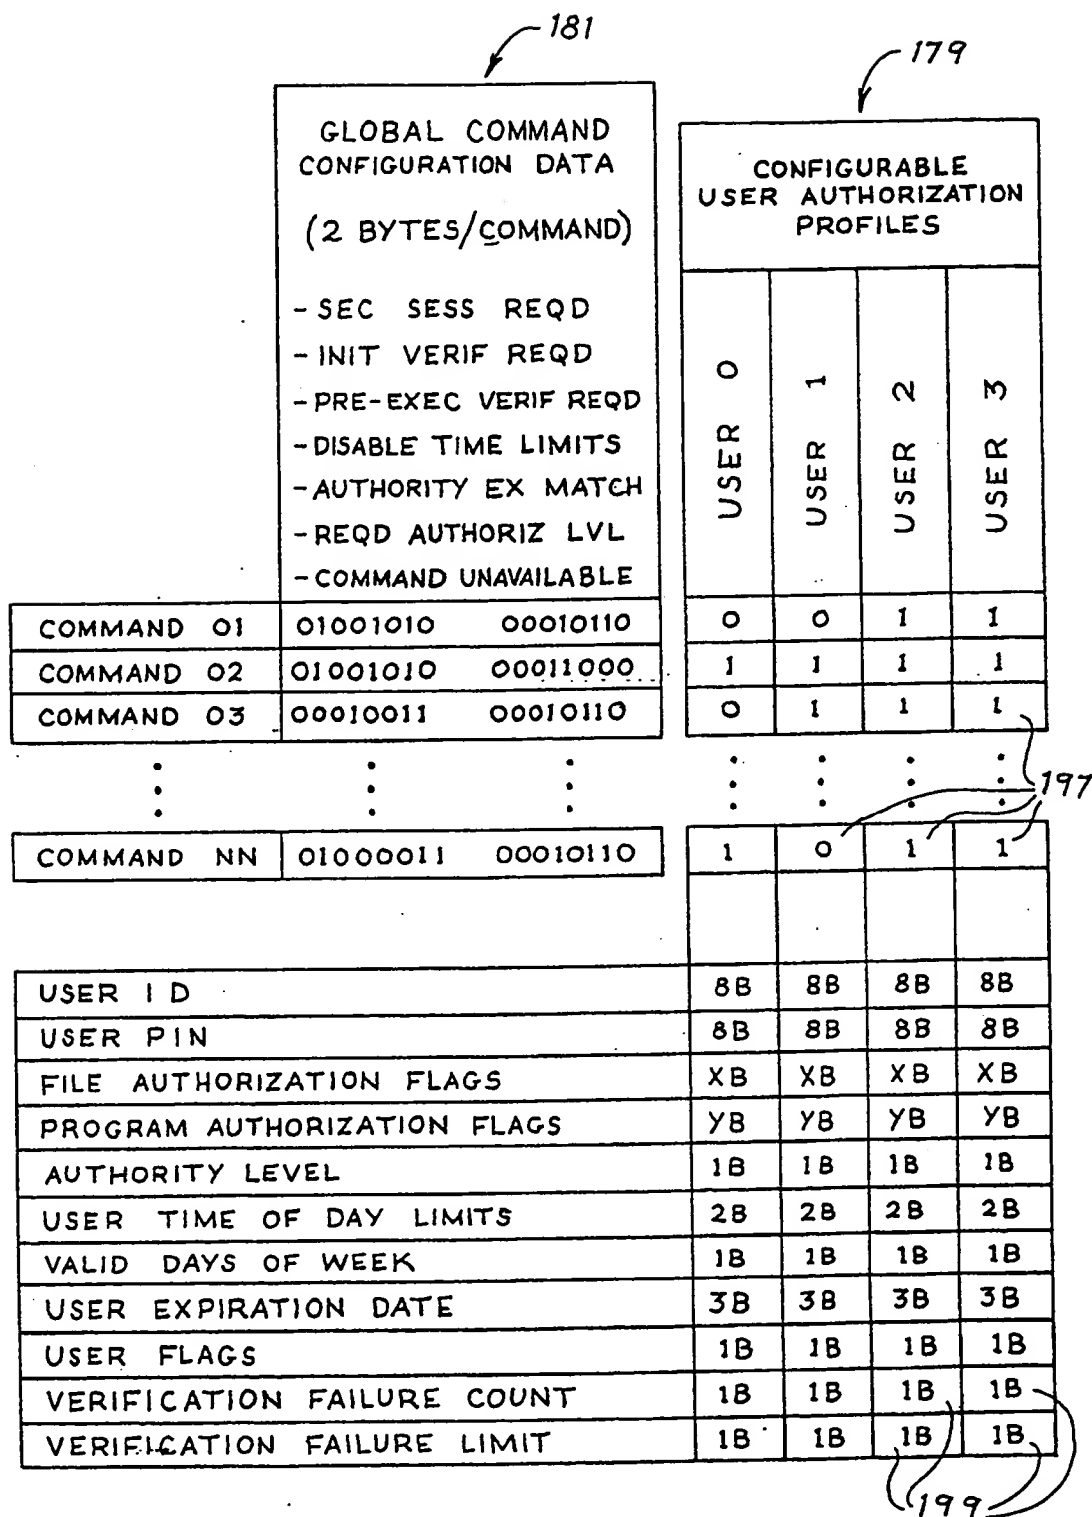 181
179
GLOBAL COMMAND
CONFIGURATION DATA
(2 BYTES/COMMAND)
- SEC SESS REQD
- INIT VERIF REQD
- PRE-EXEC VERIF REQD
- DISABLE TIME LIMITS
- AUTHORITY EX MATCH
- REQD AUTHORIZ LVL
- COMMAND UNAVAILABLE
CONFIGURABLE
USER AUTHORIZATION
PROFILES
USER 0
USER 1
USER 2
USER 3
COMMAND 01 01001010 00010110 0 0 1 1
COMMAND 02 01001010 00011000 1 1 1 1
COMMAND 03 00010011 00010110 0 1 1 1
197
COMMAND NN 01000011 00010110 1 0 1 1
USER ID 8B 8B 8B 8B
USER PIN 8B 8B 8B 8B
FILE AUTHORIZATION FLAGS XB XB XB XB
PROGRAM AUTHORIZATION FLAGS YB YB YB YB
AUTHORITY LEVEL 1B 1B 1B 1B
USER TIME OF DAY LIMITS 2B 2B 2B 2B
VALID DAYS OF WEEK 1B 1B 1B 1B
USER EXPIRATION DATE 3B 3B 3B 3B
USER FLAGS 1B 1B 1B 1B
VERIFICATION FAILURE COUNT 1B 1B 1B 1B
VERIFICATION FAILURE LIMIT 1B 1B 1B 1B
199